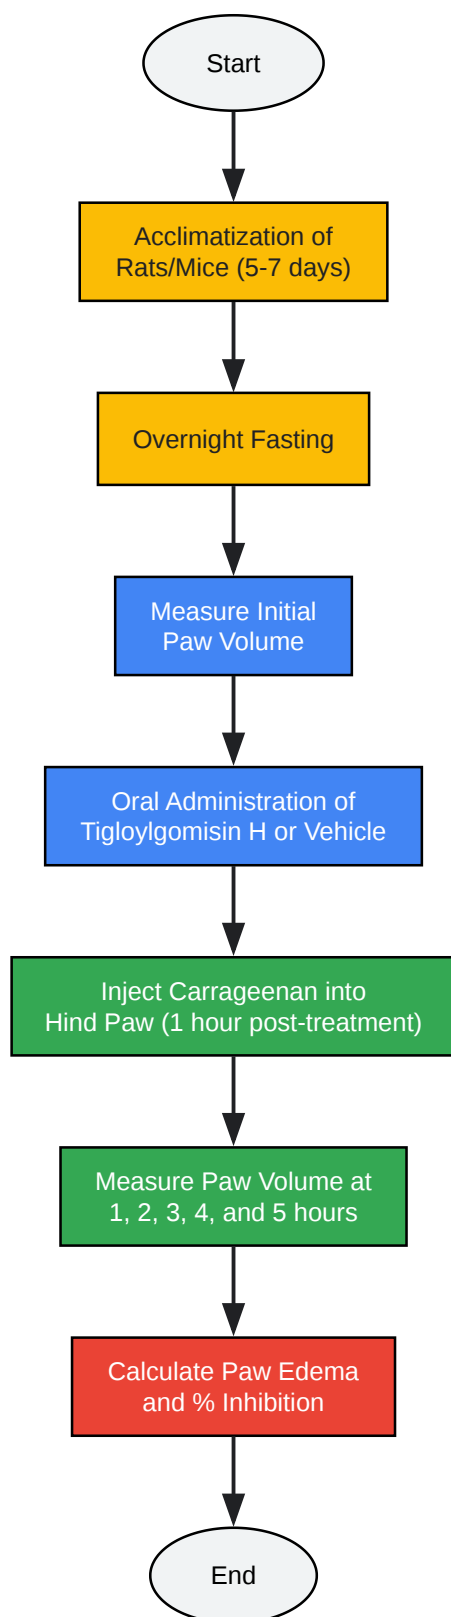 Start
Acclimatization of
Rats/Mice (5-7 days)
Overnight Fasting
Measure Initial
Paw Volume
Oral Administration of
Tigloylgomisin H or Vehicle
Inject Carrageenan into
Hind Paw (1 hour post-treatment)
Measure Paw Volume at
1, 2, 3, 4, and 5 hours
Calculate Paw Edema
and % Inhibition
End